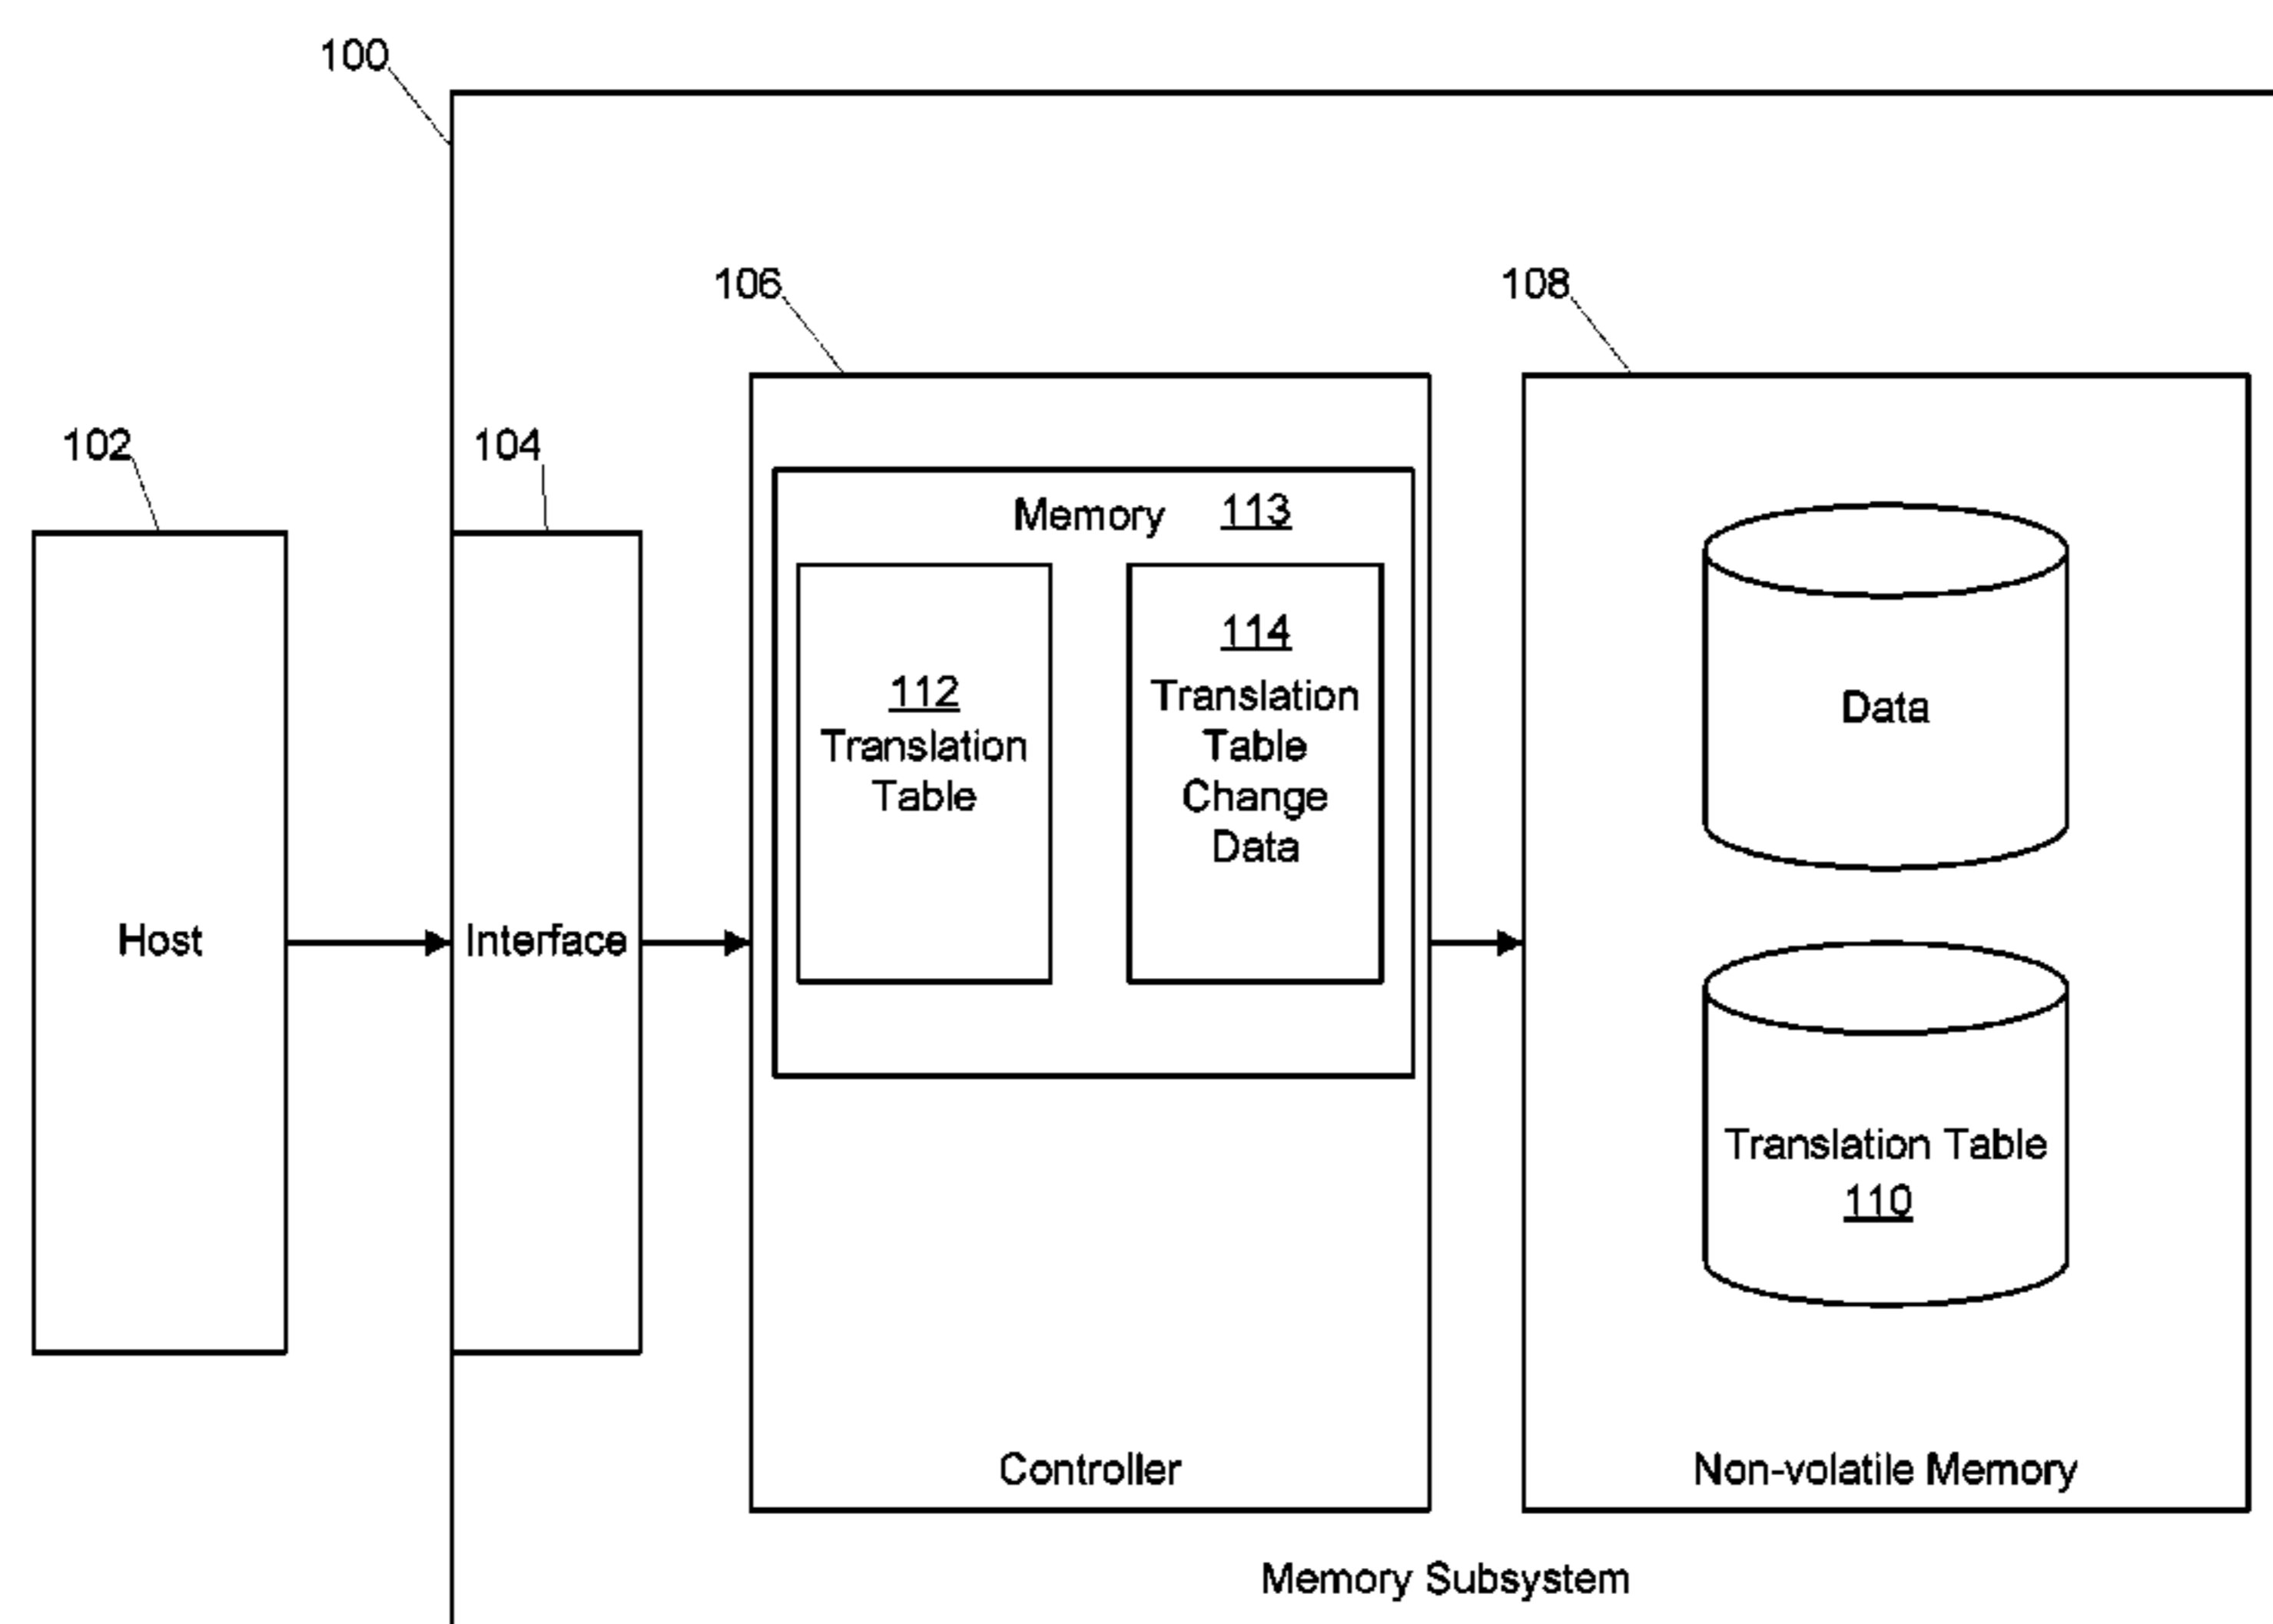 100
106
108
102
104
Memory 113
112
Translation
Table
114
Translation
Table
Change
Data
Data
Host
Interface
Translation Table
110
Controller
Non-volatile Memory
Memory Subsystem